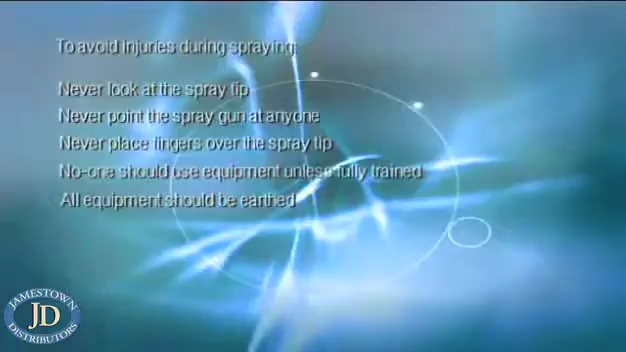 To avoid injuries during spraying:
Never look at the spray tip
Never point the spray gun at anyone
Never place fingers over the spray tip
No-one should use equipment unless fully trained
All equipment should be earthed
JAMESTOWN
JD
DISTRIBUTORS